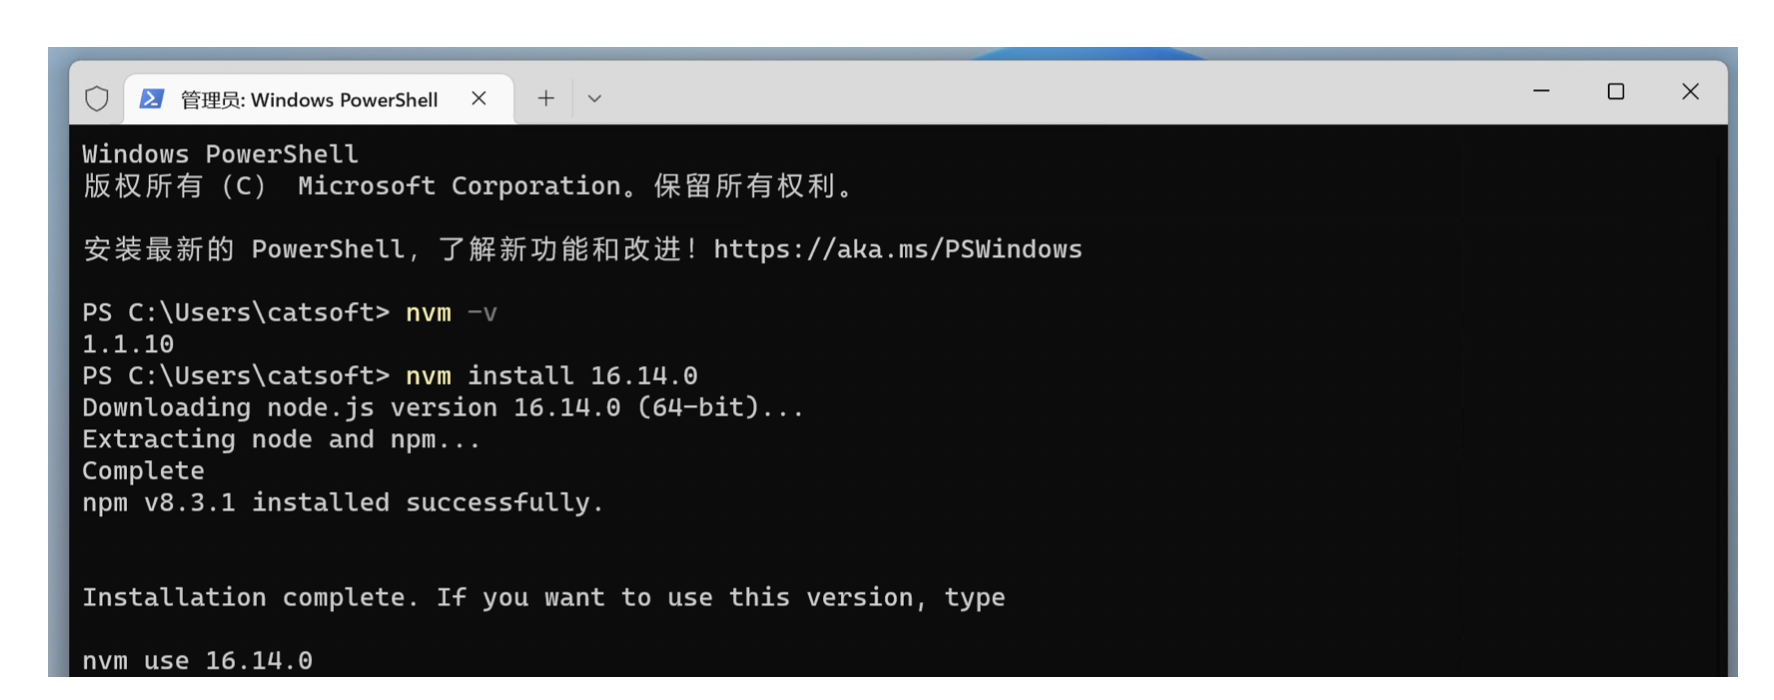 管理员: Windows PowerShell
Windows PowerShell
版权所有 (C) Microsoft Corporation。保留所有权利。
安装最新的 PowerShell，了解新功能和改进！https://aka.ms/PSWindows
PS C:\Users\catsoft> nvm -v
1.1.10
PS C:\Users\catsoft> nvm install 16.14.0
Downloading node.js version 16.14.0 (64-bit)...
Extracting node and npm...
Complete
npm v8.3.1 installed successfully.
Installation complete. If you want to use this version, type
nvm use 16.14.0